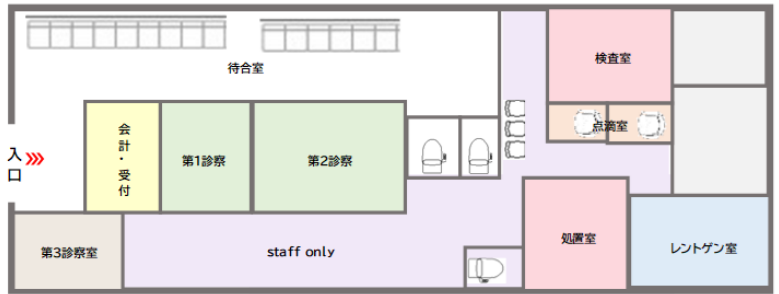 待合室
検査室
点滴室
入口
会計・受付
第1診察
第2診察
第3診察室
staff only
処置室
レントゲン室